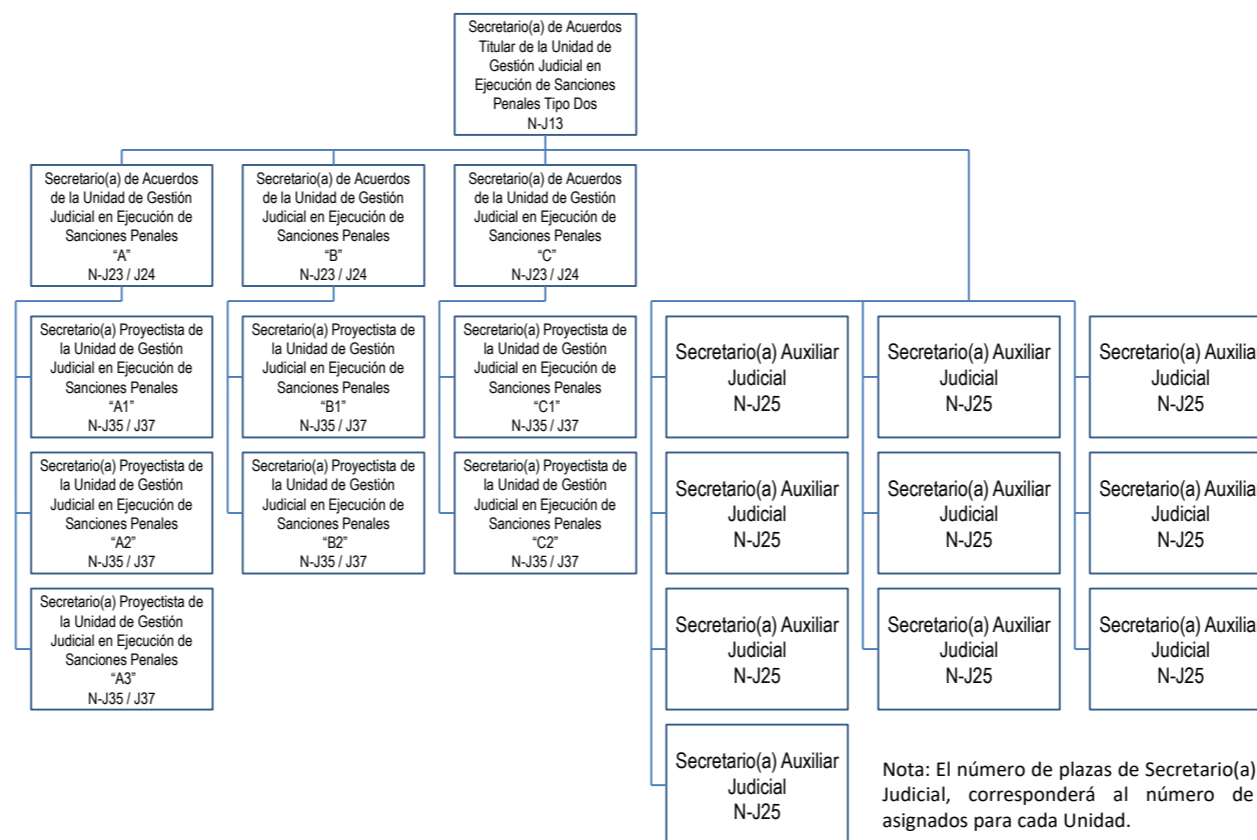 Secretario(a) de Acuerdos
Titular de la Unidad de
Gestión Judicial en
Ejecución de Sanciones
Penales Tipo Dos
N-J13
Secretario(a) de Acuerdos
de la Unidad de Gestión
Judicial en Ejecución de
Sanciones Penales
“A”
N-J23 / J24
Secretario(a) de Acuerdos
de la Unidad de Gestión
Judicial en Ejecución de
Sanciones Penales
“B”
N-J23 / J24
Secretario(a) de Acuerdos
de la Unidad de Gestión
Judicial en Ejecución de
Sanciones Penales
“C”
N-J23 / J24
Secretario(a) Proyectista de
la Unidad de Gestión
Judicial en Ejecución de
Sanciones Penales
“A1”
N-J35 / J37
Secretario(a) Proyectista de
la Unidad de Gestión
Judicial en Ejecución de
Sanciones Penales
“B1”
N-J35 / J37
Secretario(a) Proyectista de
la Unidad de Gestión
Judicial en Ejecución de
Sanciones Penales
“C1”
N-J35 / J37
Secretario(a) Auxiliar
Judicial
N-J25
Secretario(a) Auxiliar
Judicial
N-J25
Secretario(a) Auxiliar
Judicial
N-J25
Secretario(a) Proyectista de
la Unidad de Gestión
Judicial en Ejecución de
Sanciones Penales
“A2”
N-J35 / J37
Secretario(a) Proyectista de
la Unidad de Gestión
Judicial en Ejecución de
Sanciones Penales
“B2”
N-J35 / J37
Secretario(a) Proyectista de
la Unidad de Gestión
Judicial en Ejecución de
Sanciones Penales
“C2”
N-J35 / J37
Secretario(a) Auxiliar
Judicial
N-J25
Secretario(a) Auxiliar
Judicial
N-J25
Secretario(a) Auxiliar
Judicial
N-J25
Secretario(a) Proyectista de
la Unidad de Gestión
Judicial en Ejecución de
Sanciones Penales
“A3”
N-J35 / J37
Secretario(a) Auxiliar
Judicial
N-J25
Secretario(a) Auxiliar
Judicial
N-J25
Secretario(a) Auxiliar
Judicial
N-J25
Secretario(a) Auxiliar
Judicial
N-J25
Nota: El número de plazas de Secretario(a)
Judicial, corresponderá al número de
asignados para cada Unidad.